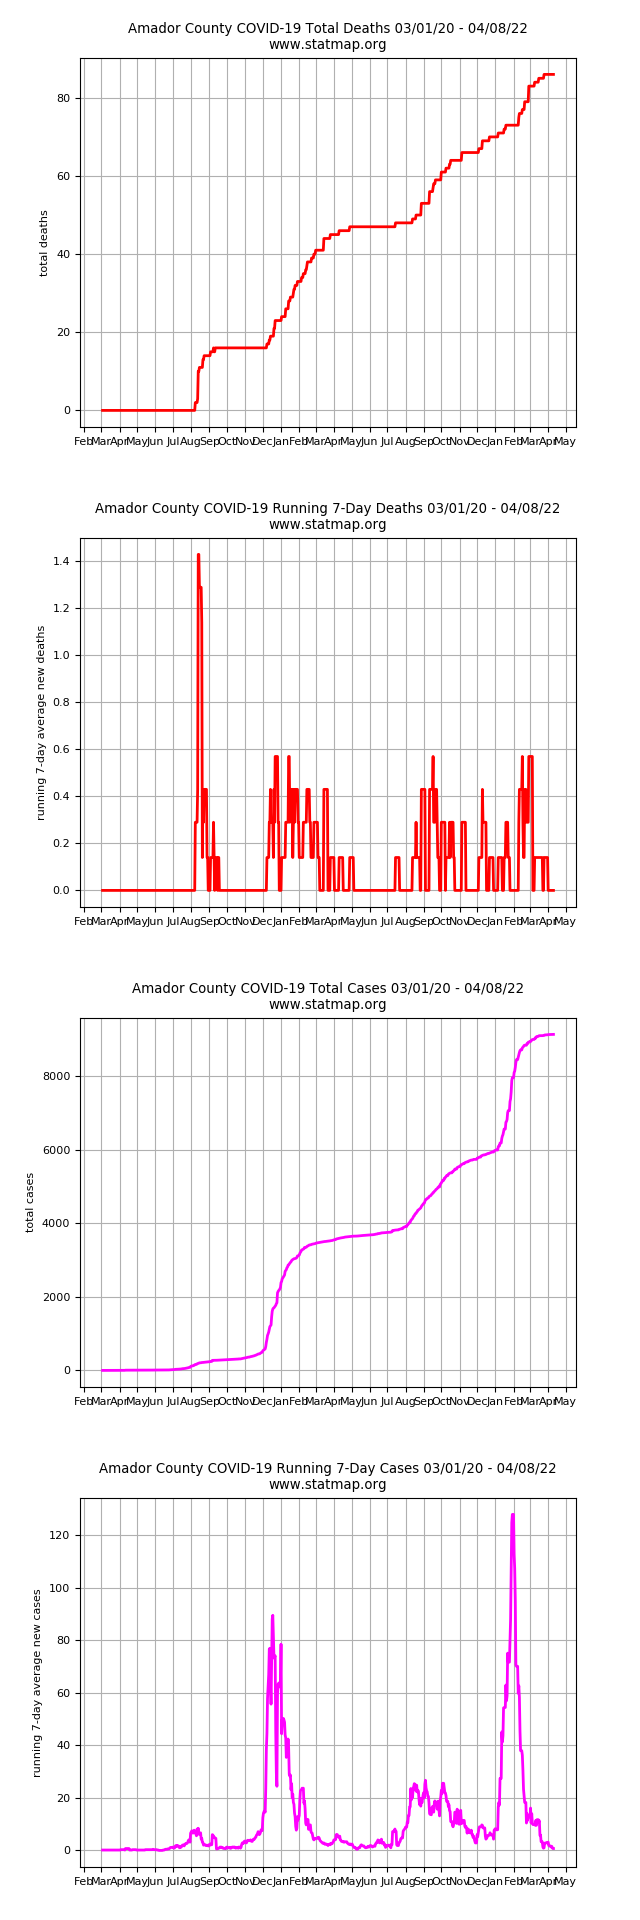 Amador County COVID-19 Total Deaths 03/01/20 - 04/08/22
www.statmap.org
total deaths
80
60
40
20
0
Feb Mar Apr May Jun Jul Aug Sep Oct Nov Dec Jan Feb Mar Apr May Jun Jul Aug Sep Oct Nov Dec Jan Feb Mar Apr May
Amador County COVID-19 Running 7-Day Deaths 03/01/20 - 04/08/22
www.statmap.org
running 7-day average new deaths
1.4
1.2
1.0
0.8
0.6
0.4
0.2
0.0
Feb Mar Apr May Jun Jul Aug Sep Oct Nov Dec Jan Feb Mar Apr May Jun Jul Aug Sep Oct Nov Dec Jan Feb Mar Apr May
Amador County COVID-19 Total Cases 03/01/20 - 04/08/22
www.statmap.org
total cases
8000
6000
4000
2000
0
Feb Mar Apr May Jun Jul Aug Sep Oct Nov Dec Jan Feb Mar Apr May Jun Jul Aug Sep Oct Nov Dec Jan Feb Mar Apr May
Amador County COVID-19 Running 7-Day Cases 03/01/20 - 04/08/22
www.statmap.org
running 7-day average new cases
120
100
80
60
40
20
0
Feb Mar Apr May Jun Jul Aug Sep Oct Nov Dec Jan Feb Mar Apr May Jun Jul Aug Sep Oct Nov Dec Jan Feb Mar Apr May